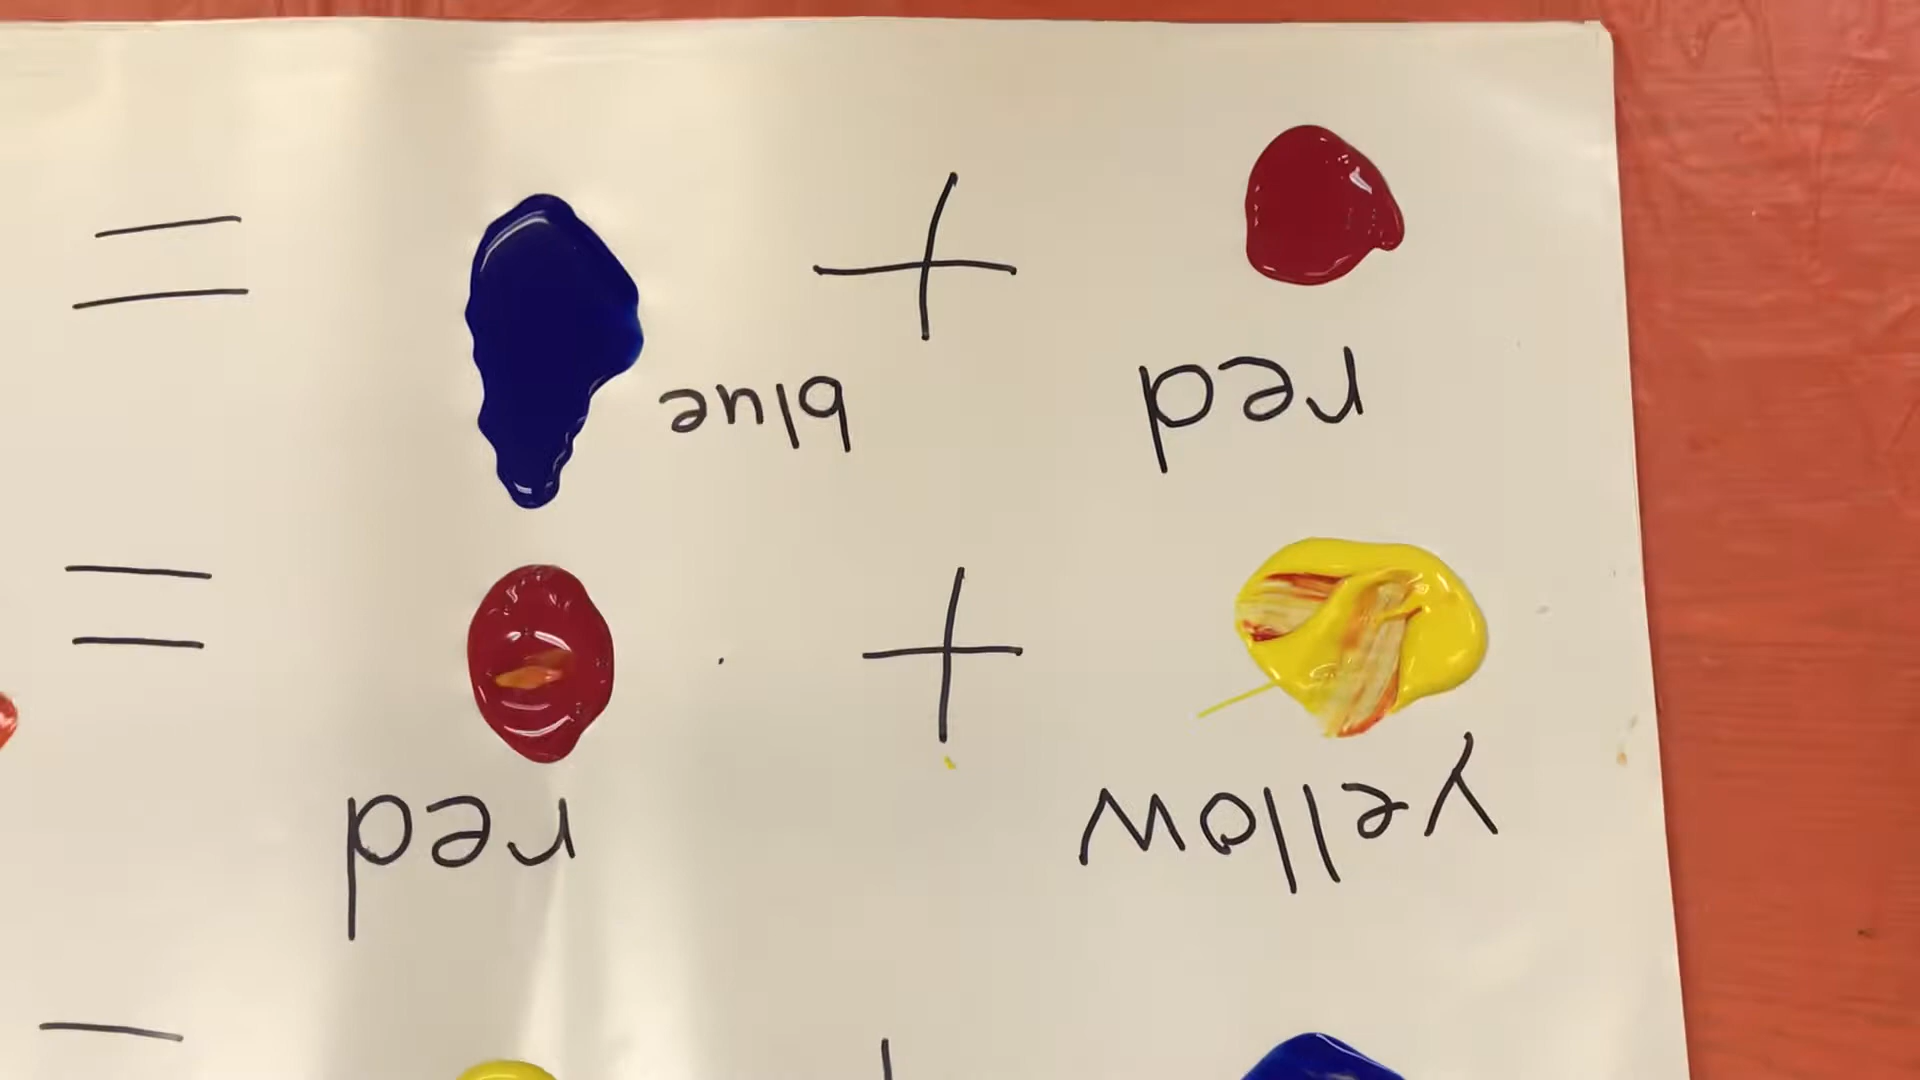 yellow red
+ =
red blue
+ =